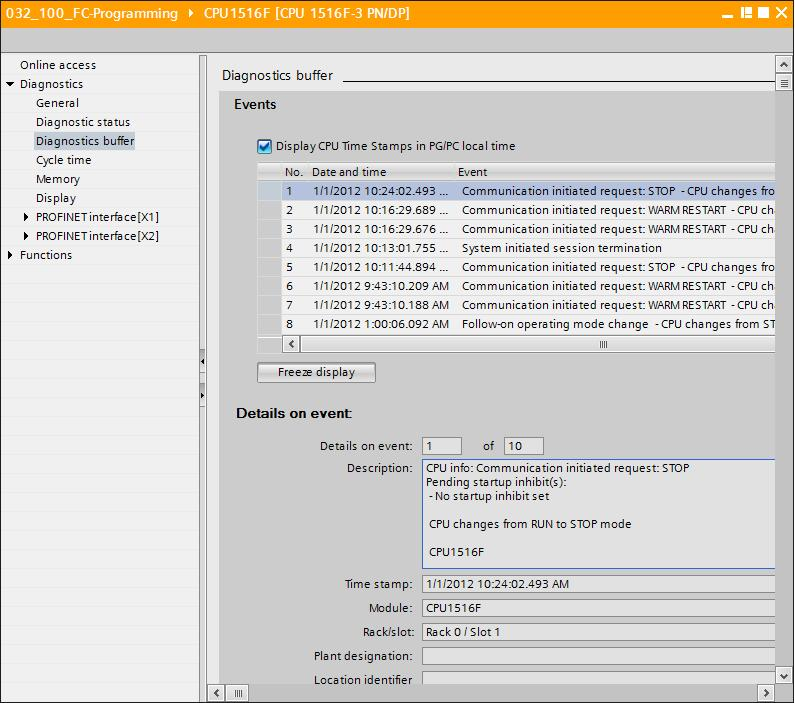 032_100_FC-Programming CPU1516F [CPU 1516F-3 PN/DP]
Online access
Diagnostics
General
Diagnostic status
Diagnostics buffer
Cycle time
Memory
Display
PROFINET interface [X1]
PROFINET interface [X2]
Functions
Diagnostics buffer
Events
Display CPU Time Stamps in PG/PC local time
No. Date and time Event
1 1/1/2012 10:24:02.493 ... Communication initiated request: STOP - CPU changes fro
2 1/1/2012 10:16:29.689 ... Communication initiated request: WARM RESTART - CPU ch
3 1/1/2012 10:16:29.676 ... Communication initiated request: WARM RESTART - CPU ch
4 1/1/2012 10:13:01.755 ... System initiated session termination
5 1/1/2012 10:11:44.894 ... Communication initiated request: STOP - CPU changes fro
6 1/1/2012 9:43:10.209 AM Communication initiated request: WARM RESTART - CPU ch
7 1/1/2012 9:43:10.188 AM Communication initiated request: WARM RESTART - CPU ch
8 1/1/2012 1:00:06.092 AM Follow-on operating mode change - CPU changes from ST
Freeze display
Details on event:
Details on event: 1 of 10
Description: CPU info: Communication initiated request: STOP
Pending startup inhibit(s):
- No startup inhibit set
CPU changes from RUN to STOP mode
CPU1516F
Time stamp: 1/1/2012 10:24:02.493 AM
Module: CPU1516F
Rack/slot: Rack 0 / Slot 1
Plant designation:
Location identifier